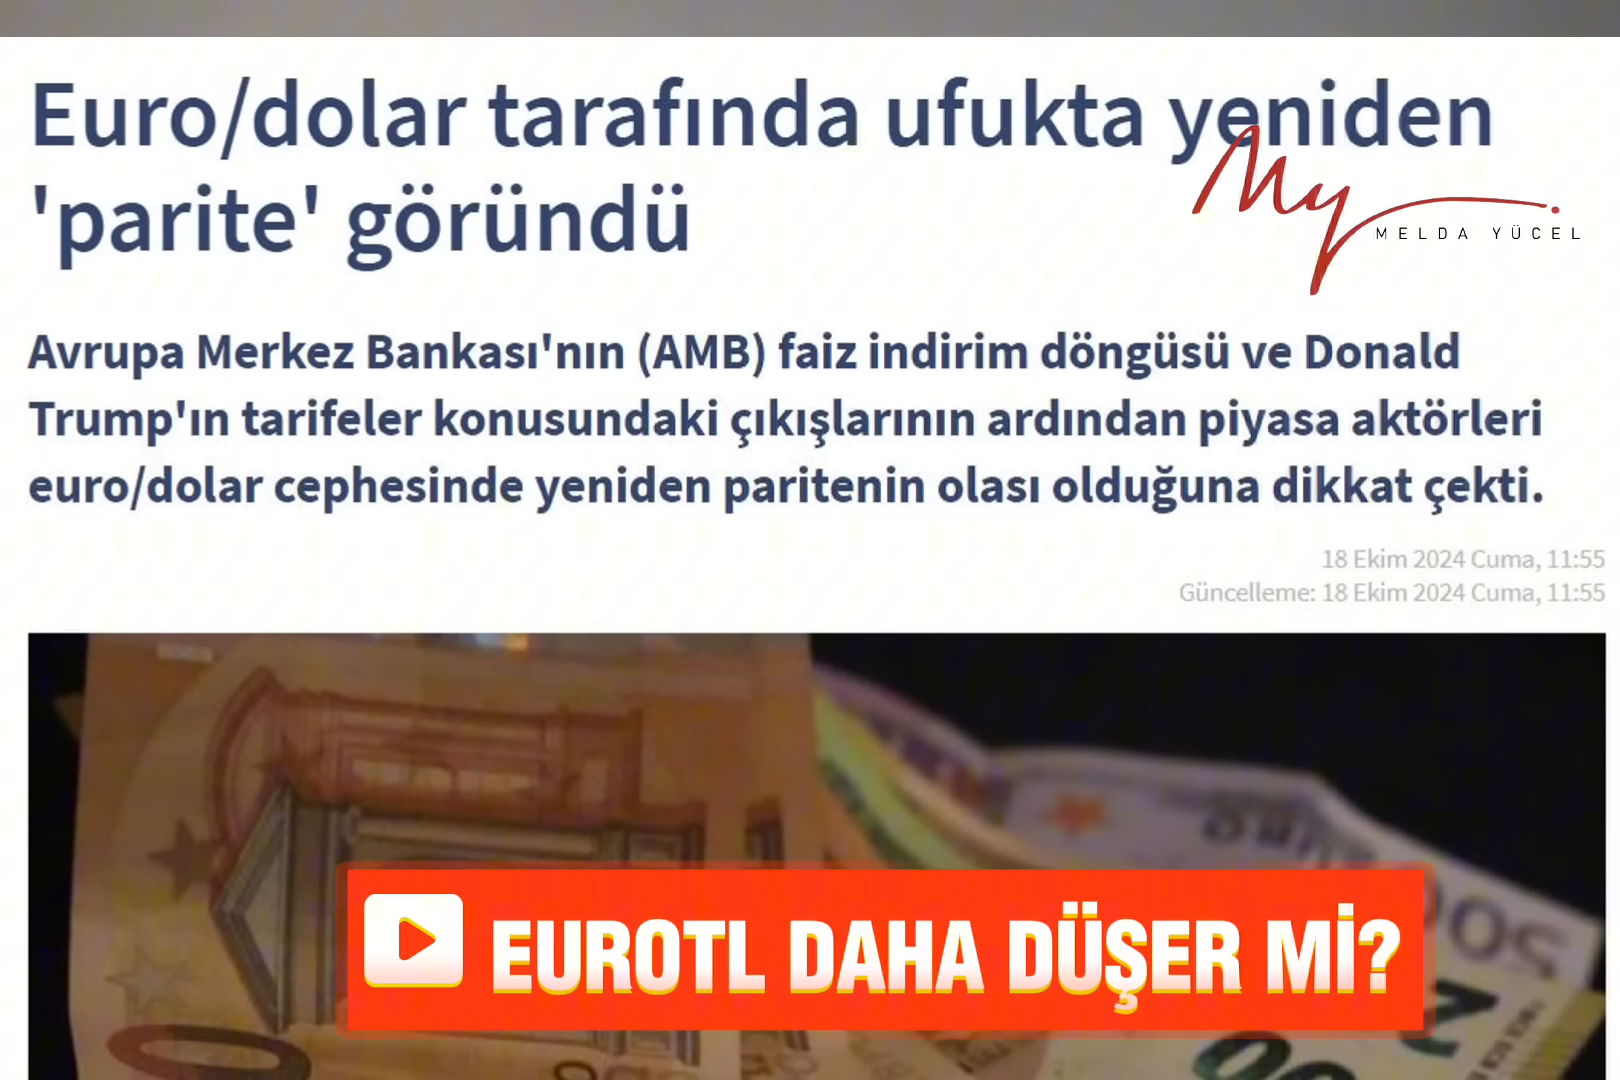 Euro/dolar tarafında ufukta yeniden
'parite' göründü
My
MELDA YÜCEL
Avrupa Merkez Bankası'nın (AMB) faiz indirim döngüsü ve Donald
Trump'ın tarifeler konusundaki çıkışlarının ardından piyasa aktörleri
euro/dolar cephesinde yeniden paritenin olası olduğuna dikkat çekti.
18 Ekim 2024 Cuma, 11:55
Güncelleme: 18 Ekim 2024 Cuma, 11:55
EUROTL DAHA DÜŞER Mİ?